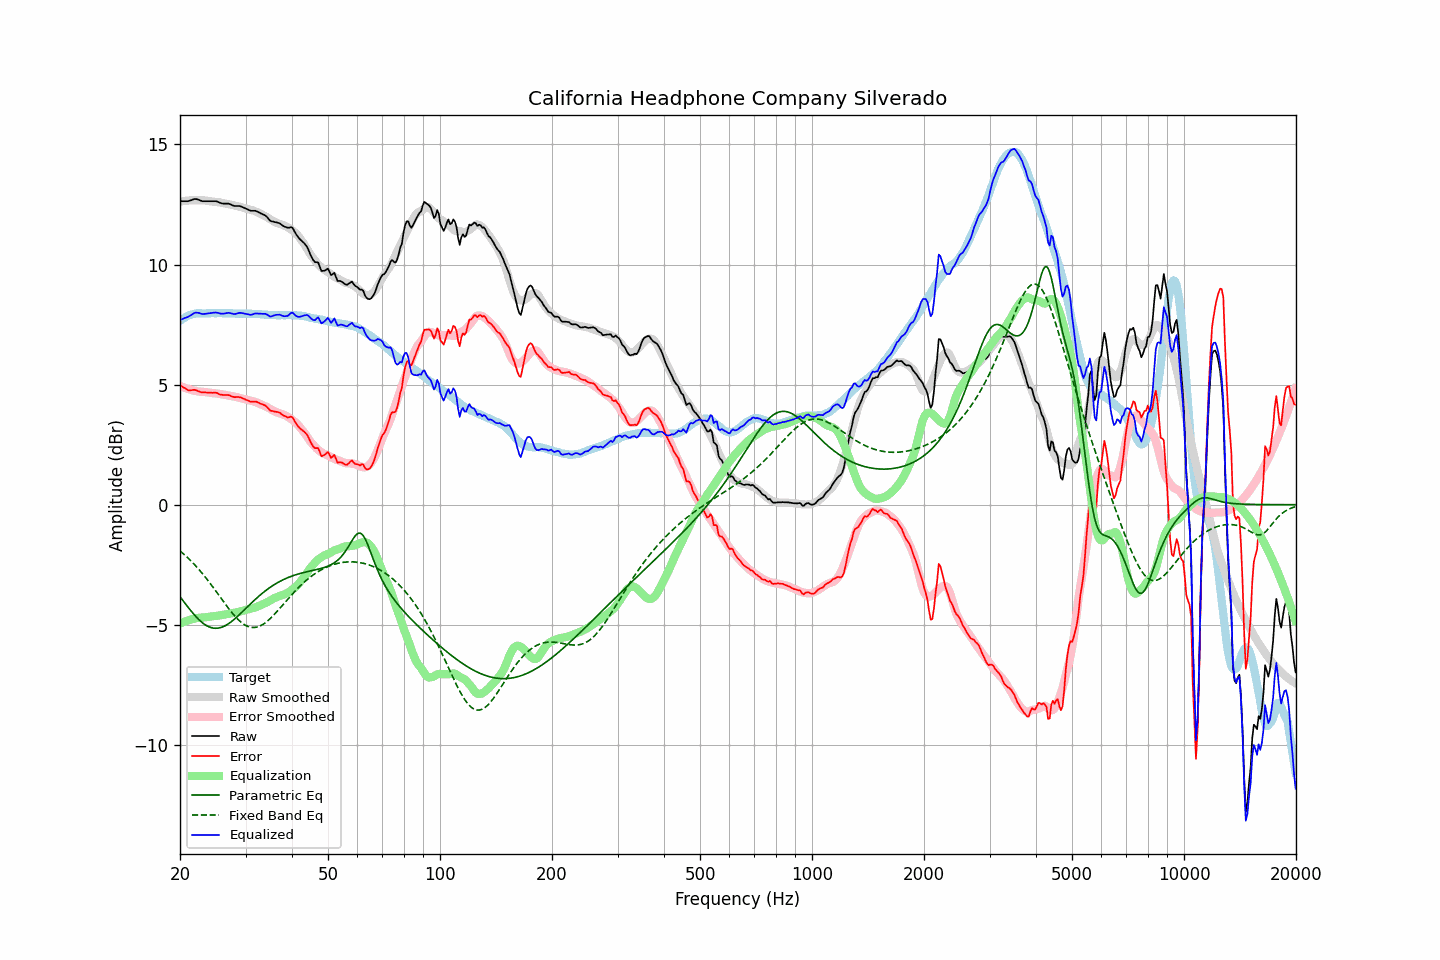 California Headphone Company Silverado
Amplitude (dBr)
15
10
5
0
−5
−10
Target
Raw Smoothed
Error Smoothed
Raw
Error
Equalization
Parametric Eq
Fixed Band Eq
Equalized
20 50 100 200 500 1000 2000 5000 10000 20000
Frequency (Hz)